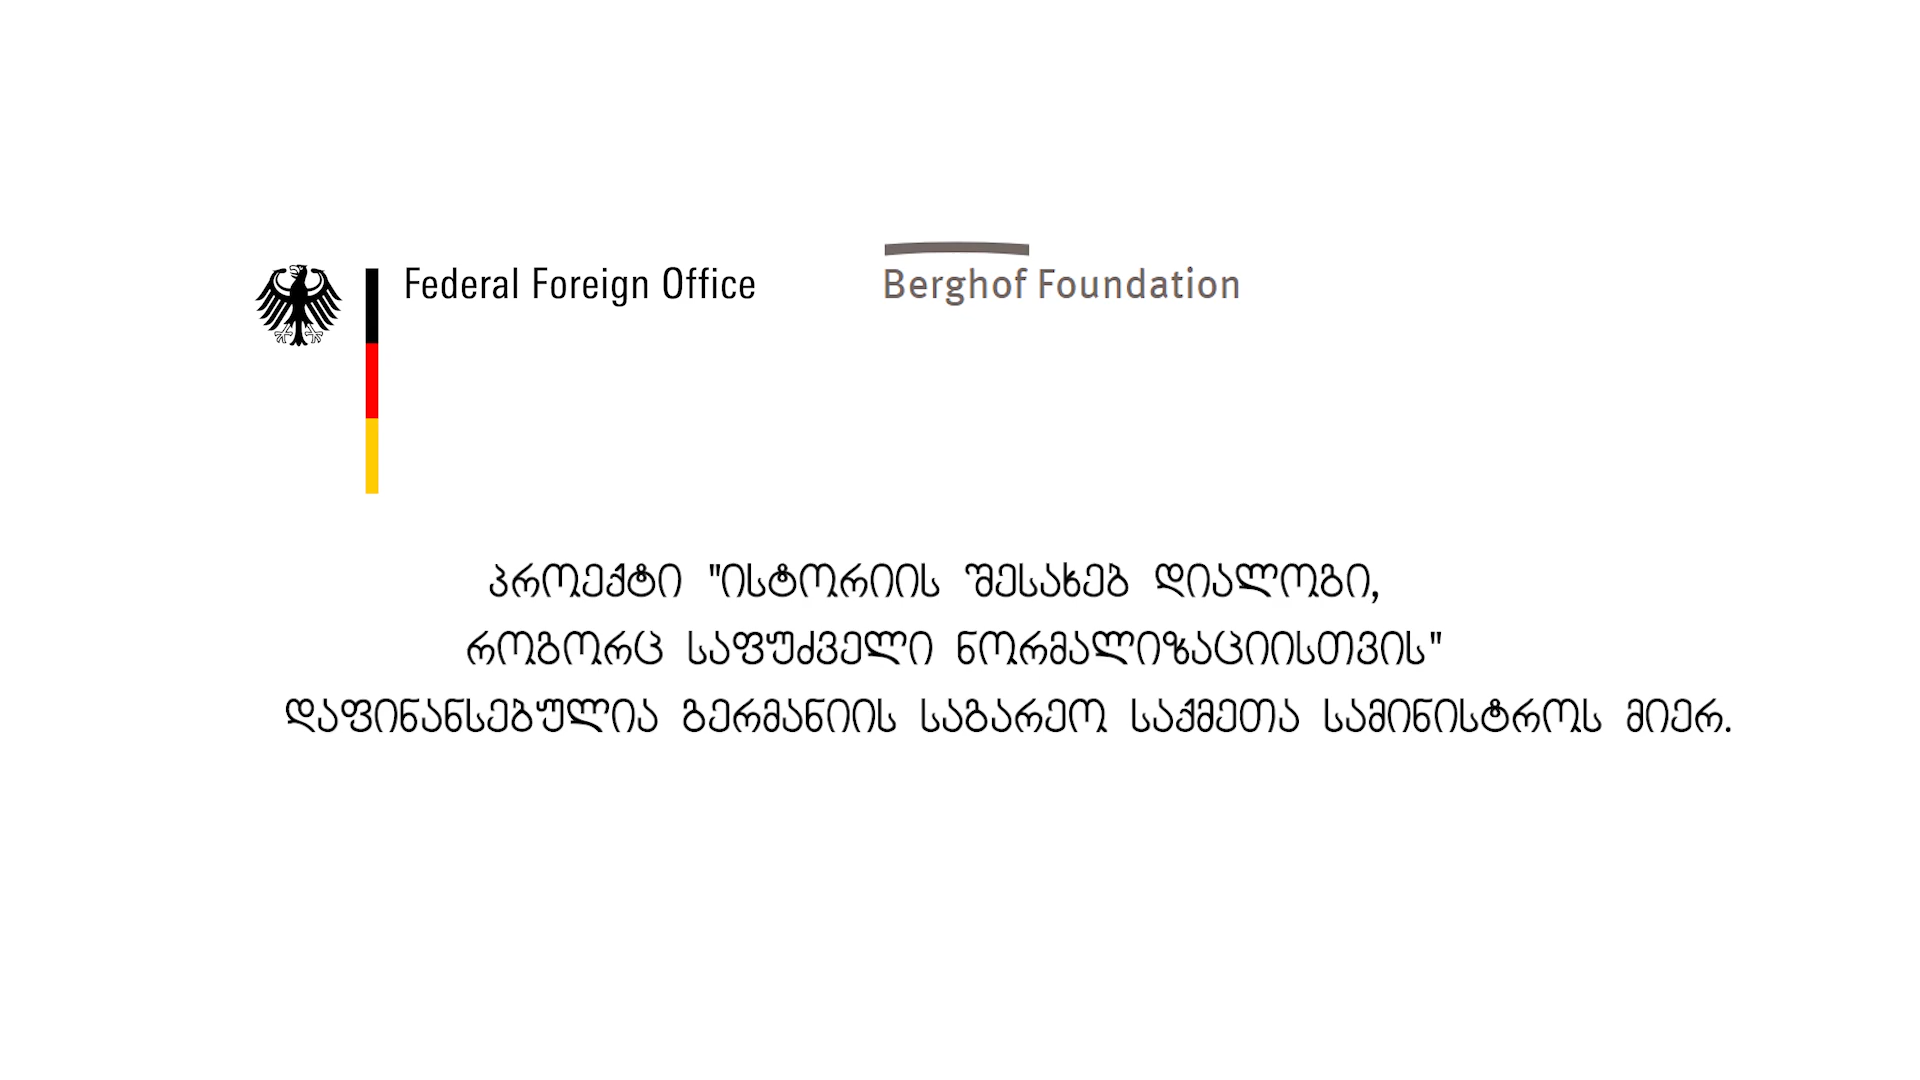 Federal Foreign Office
Berghof Foundation
პროექტი "ისტორიის შესახებ დიალოგი,
როგორც საფუძველი ნორმალიზაციისთვის"
დაფინანსებულია გერმანიის საგარეო საქმეთა სამინისტროს მიერ.